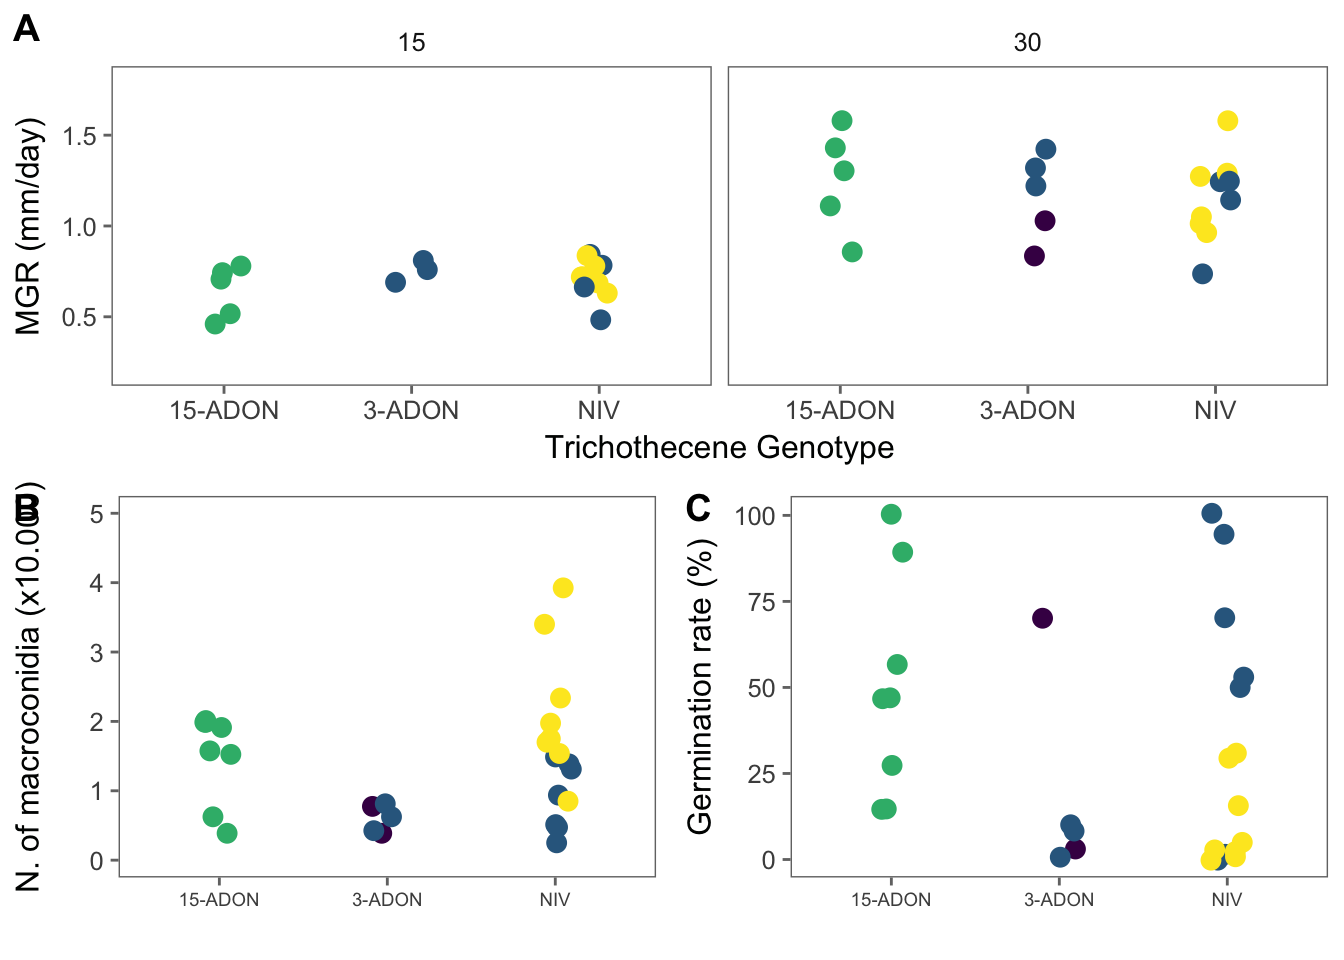 A
15 30
MGR (mm/day)
1.5
1.0
0.5
15-ADON 3-ADON NIV 15-ADON 3-ADON NIV
Trichothecene Genotype
B
N. of macroconidia
5
4
3
2
1
0
15-ADON 3-ADON NIV
C
Germination rate (%)
100
75
50
25
0
15-ADON 3-ADON NIV